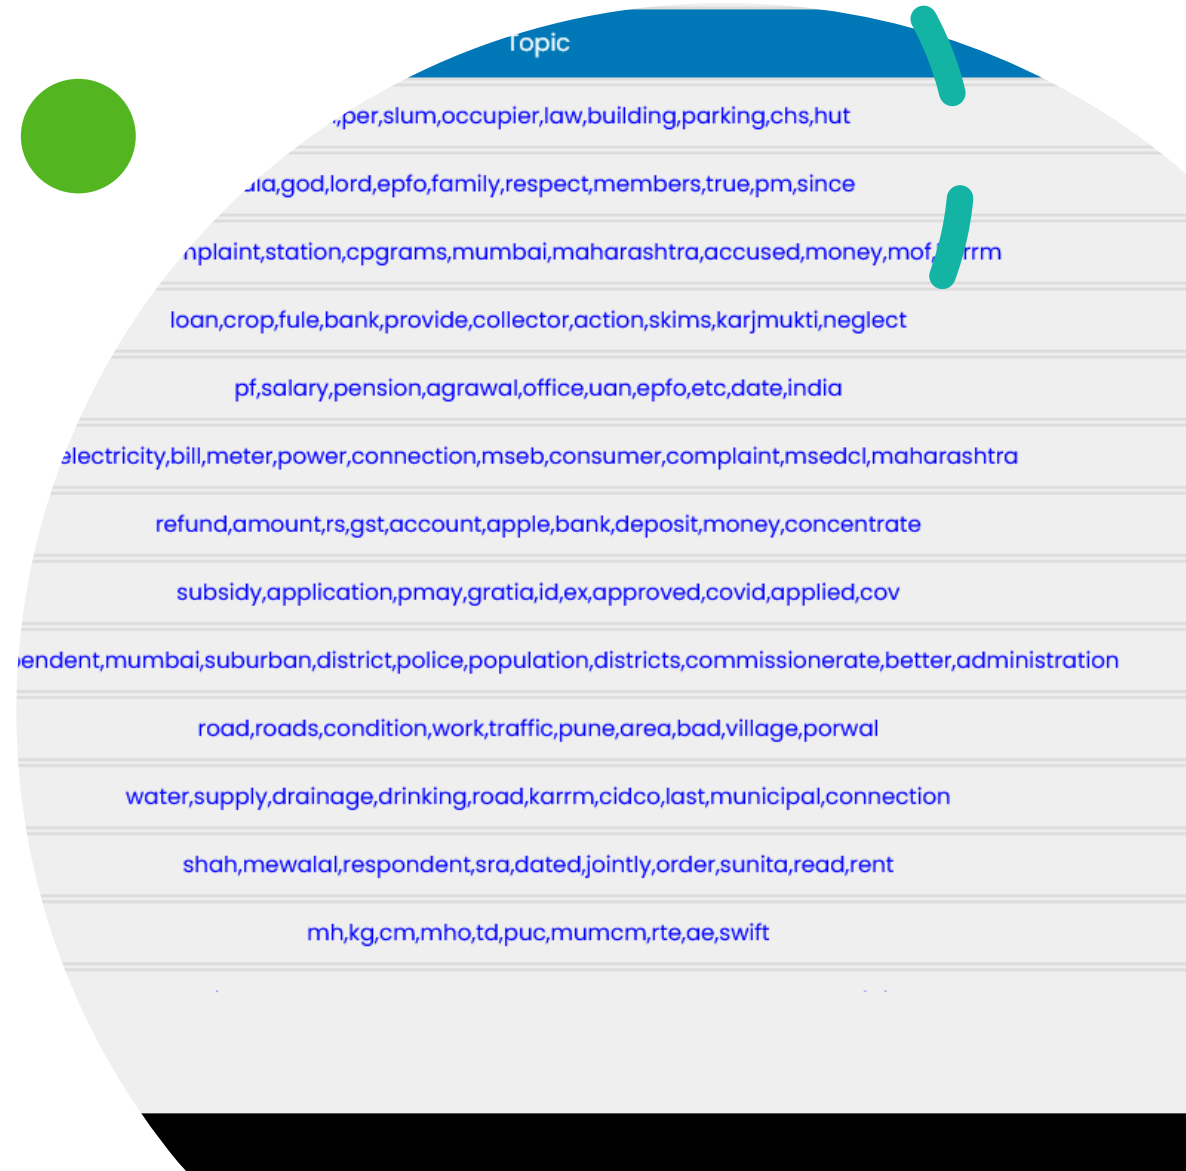 Topic
,per,slum,occupier,law,building,parking,chs,hut
god,lord,epfo,family,respect,members,true,pm,since
station,cpgrams,mumbai,maharashtra,accused,money,mof,
loan,crop,fule,bank,provide,collector,action,skims,karjmukti,neglect
pf,salary,pension,agrawal,office,uan,epfo,etc,date,india
electricity,bill,meter,power,connection,mseb,consumer,complaint,msedcl,maharashtra
refund,amount,rs,gst,account,apple,bank,deposit,money,concentrate
subsidy,application,pmay,gratia,id,ex,approved,covid,applied,cov
mumbai,suburban,district,police,population,districts,commissionerate,better,administration
road,roads,condition,work,traffic,pune,area,bad,village,porwal
water,supply,drainage,drinking,road,karrm,cidco,last,municipal,connection
shah,mewalal,respondent,sra,dated,jointly,order,sunita,read,rent
mh,kg,cm,mho,td,puc,mumcm,rte,ae,swift